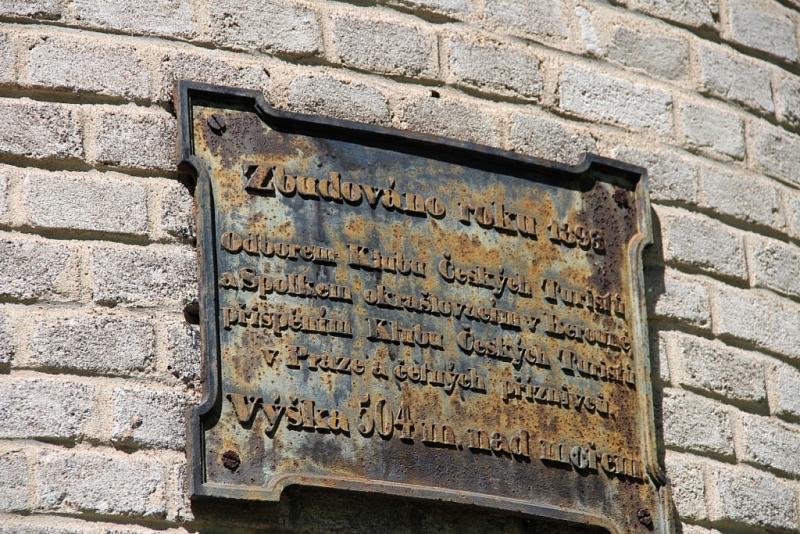 Zbudováno roku 1893
Odborem Klubu Českých Turistů
a Spolkem okrašlovacím v Berouně
přispěním Klubu Českých Turistů
v Praze a četných příznivců,
Výška 504 m. nad mořem